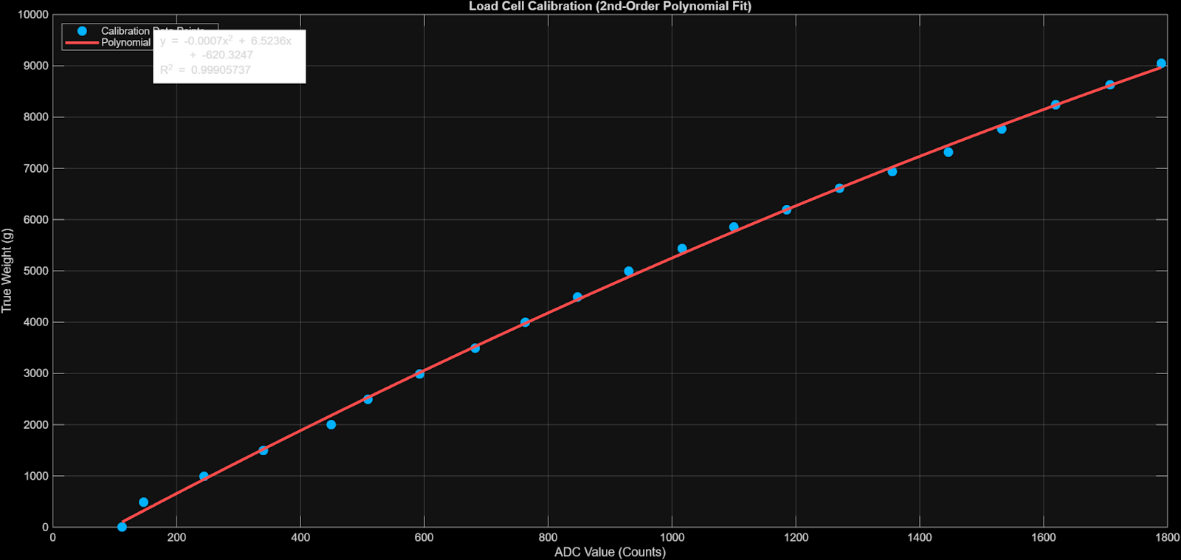 Load Cell Calibration (2nd-Order Polynomial Fit)
Calibration Data Points
Polynomial
y = -0.0007x² + 6.5236x
+ -620.3247
R² = 0.99905737
True Weight (g)
10000
9000
8000
7000
6000
5000
4000
3000
2000
1000
0
0 200 400 600 800 1000 1200 1400 1600 1800
ADC Value (Counts)